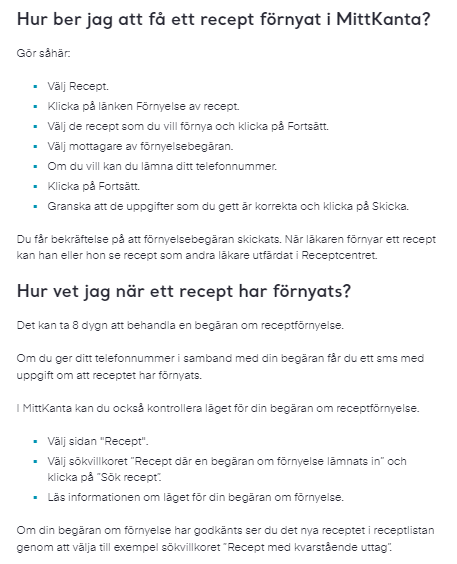 Hur ber jag att få ett recept förnyat i MittKanta?
Gör såhär:
Välj Recept.
Klicka på länken Förnyelse av recept.
Välj de recept som du vill förnya och klicka på Fortsätt.
Välj mottagare av förnyelsebegäran.
Om du vill kan du lämna ditt telefonnummer.
Klicka på Fortsätt.
Granska att de uppgifter som du gett är korrekta och klicka på Skicka.
Du får bekräftelse på att förnyelsebegäran skickats. När läkaren förnyar ett recept
kan han eller hon se recept som andra läkare utfärdat i Receptcentret.
Hur vet jag när ett recept har förnyats?
Det kan ta 8 dygn att behandla en begäran om receptförnyelse.
Om du ger ditt telefonnummer i samband med din begäran får du ett sms med
uppgift om att receptet har förnyats.
I MittKanta kan du också kontrollera läget för din begäran om receptförnyelse.
Välj sidan "Recept".
Välj sökvillkoret "Recept där en begäran om förnyelse lämnats in" och
klicka på "Sök recept".
Läs informationen om läget för din begäran om förnyelse.
Om din begäran om förnyelse har godkänts ser du det nya receptet i receptlistan
genom att välja till exempel sökvillkoret "Recept med kvarstående uttag".